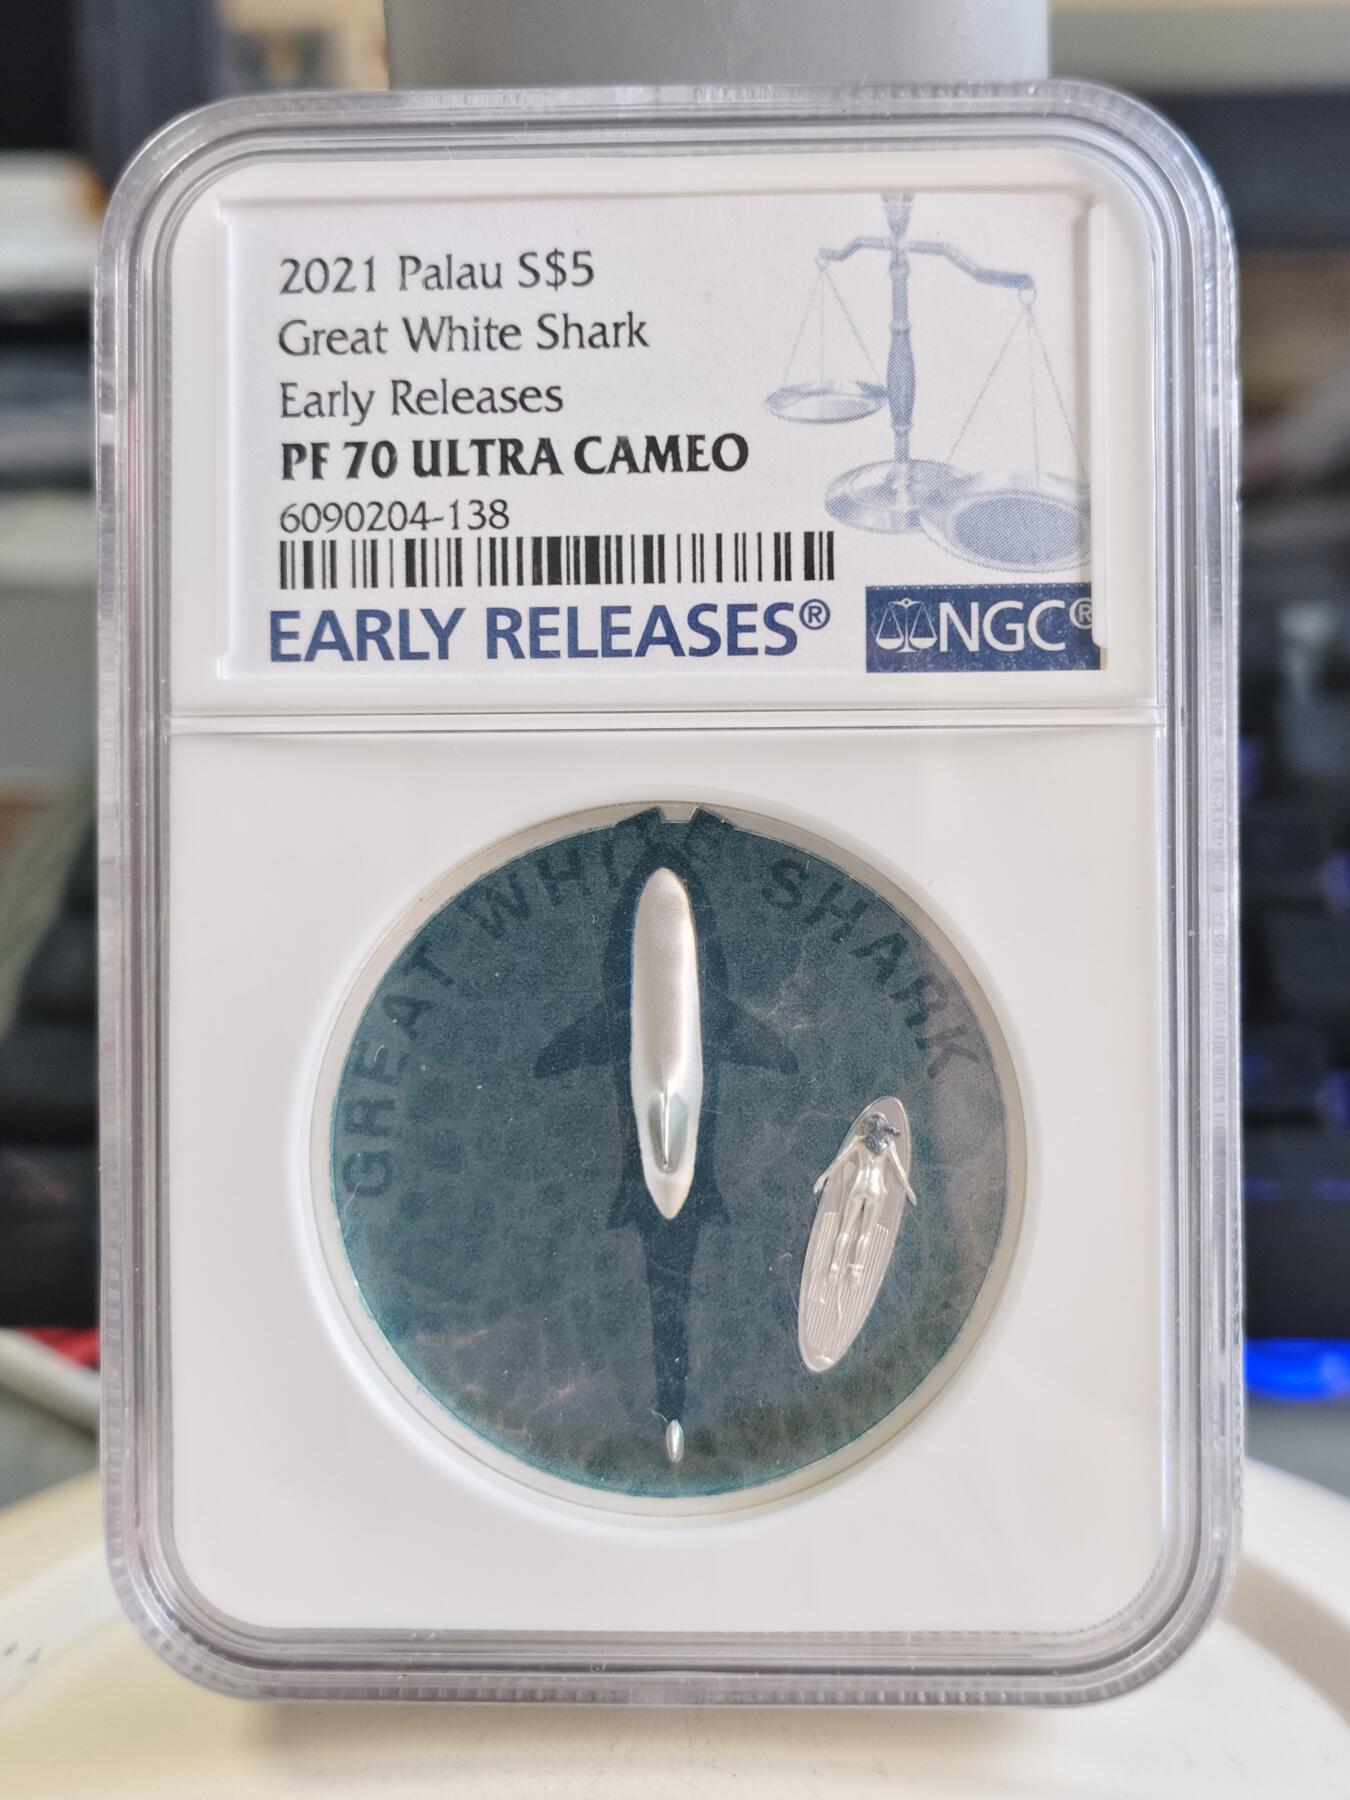 2021 Palau S$5
Great White Shark
Early Releases
PF 70 ULTRA CAMEO
6090204-138
EARLY RELEASES®
NGC®
GREAT WHITE SHARK